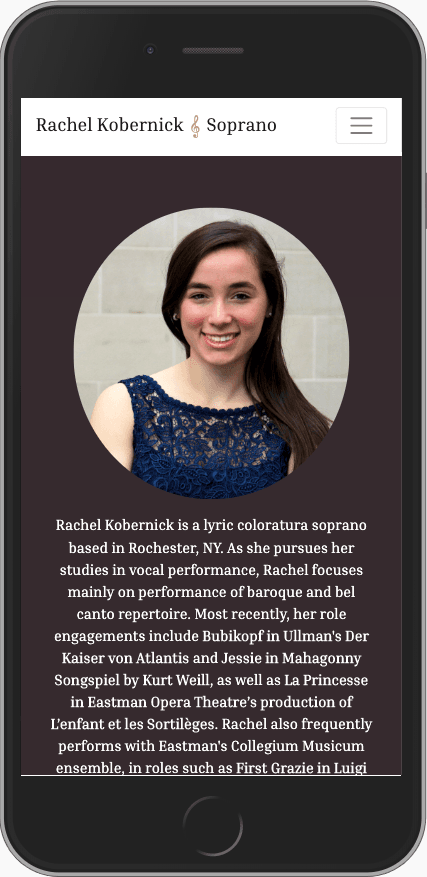 Rachel Kobernick Soprano
Rachel Kobernick is a lyric coloratura soprano
based in Rochester, NY. As she pursues her
studies in vocal performance, Rachel focuses
mainly on performance of baroque and bel
canto repertoire. Most recently, her role
engagements include Bubikopf in Ullman's Der
Kaiser von Atlantis and Jessie in Mahagonny
Songspiel by Kurt Weill, as well as La Princesse
in Eastman Opera Theatre's production of
L'enfant et les Sortilèges. Rachel also frequently
performs with Eastman's Collegium Musicum
ensemble, in roles such as First Grazie in Luigi